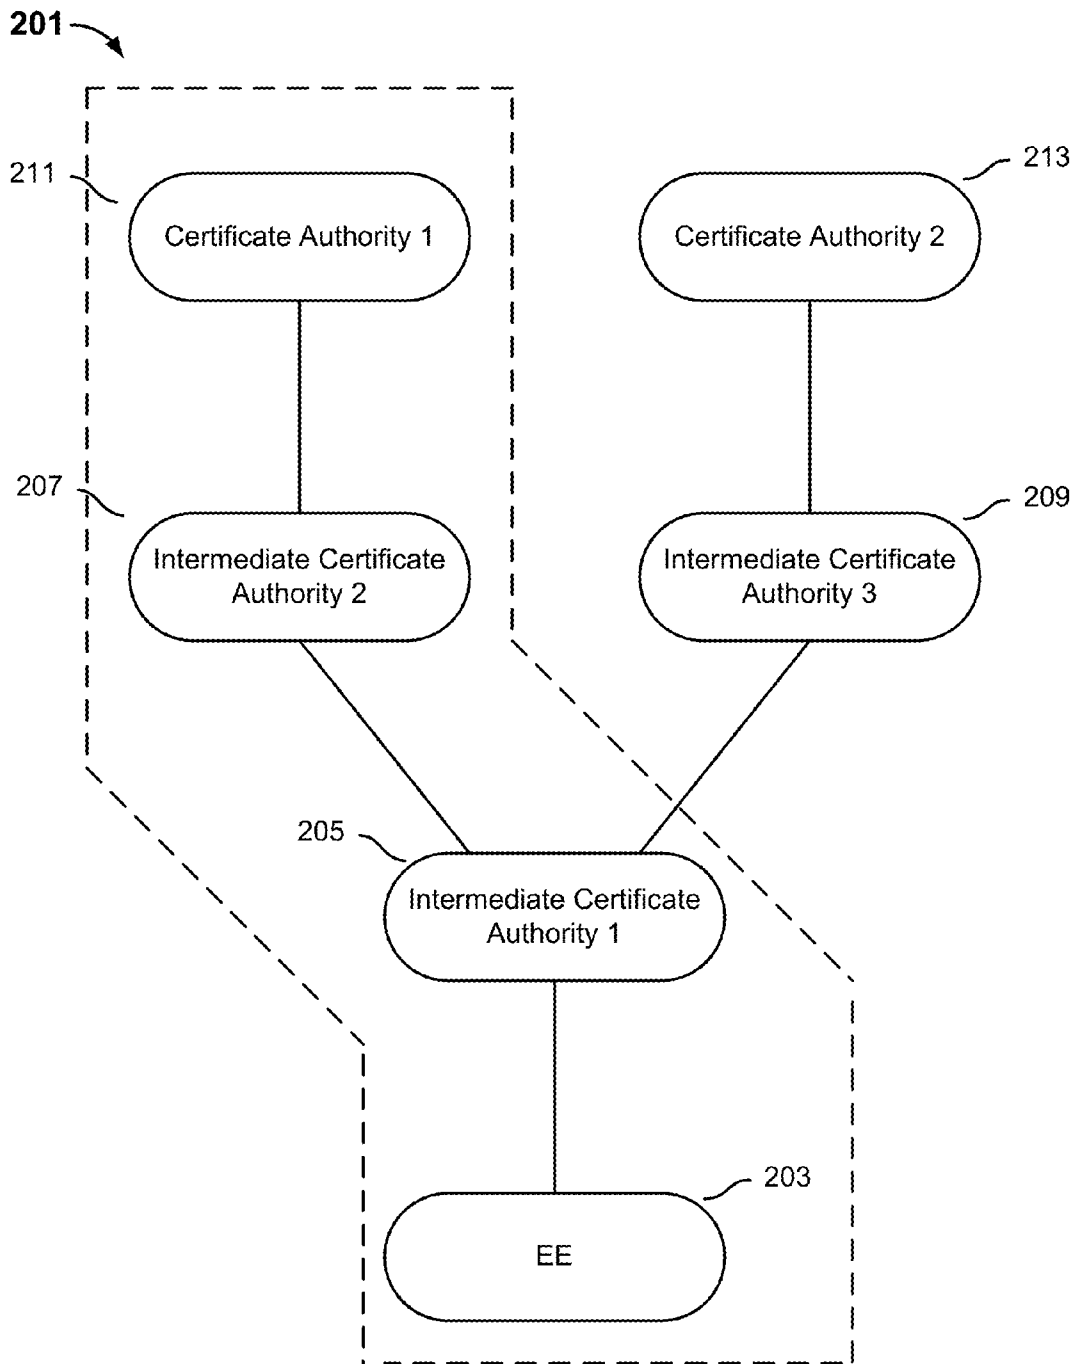 201
211
213
Certificate Authority 1
Certificate Authority 2
207
209
Intermediate Certificate
Authority 2
Intermediate Certificate
Authority 3
205
Intermediate Certificate
Authority 1
203
EE